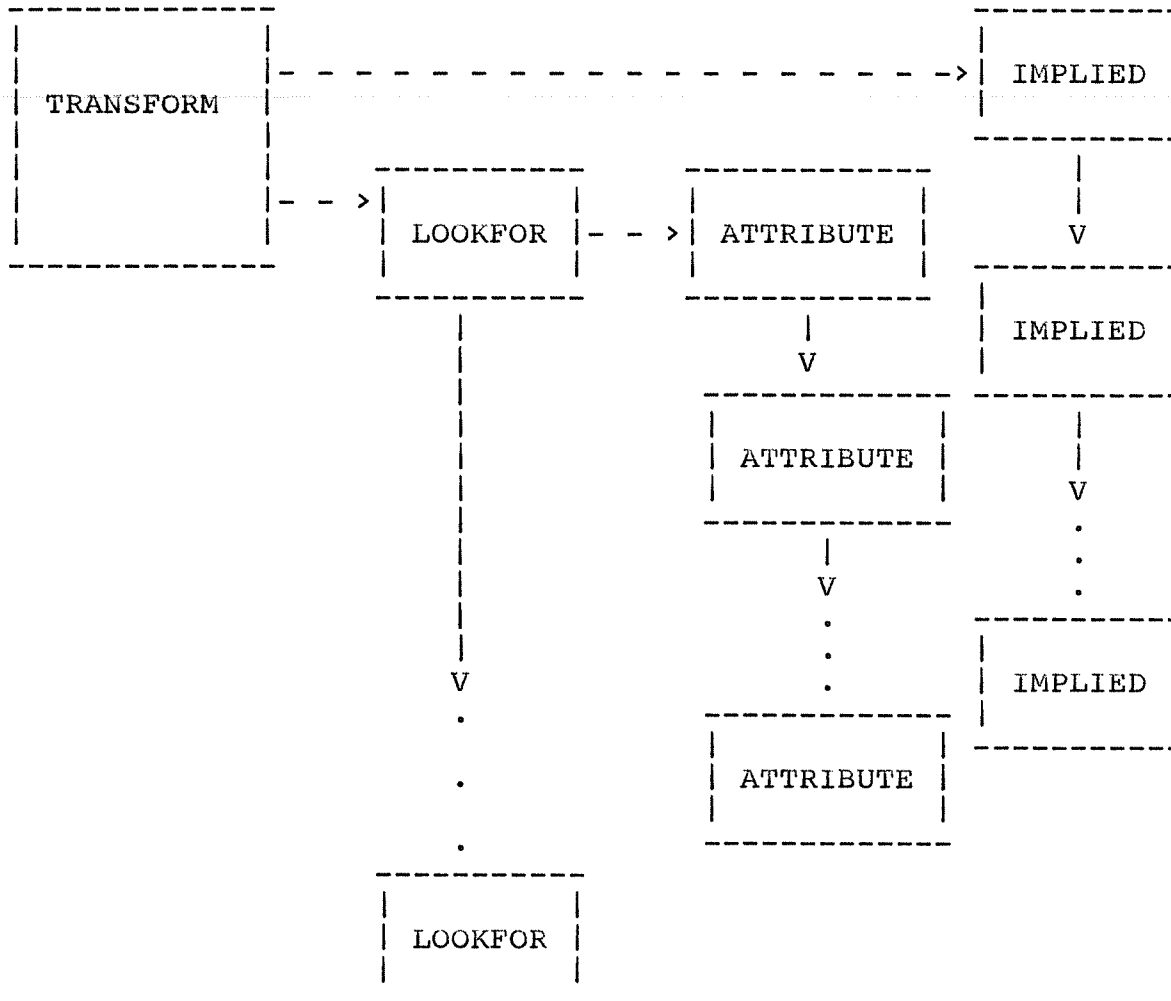 IMPLIED
TRANSFORM
LOOKFOR ATTRIBUTE
IMPLIED
ATTRIBUTE
IMPLIED
ATTRIBUTE
LOOKFOR